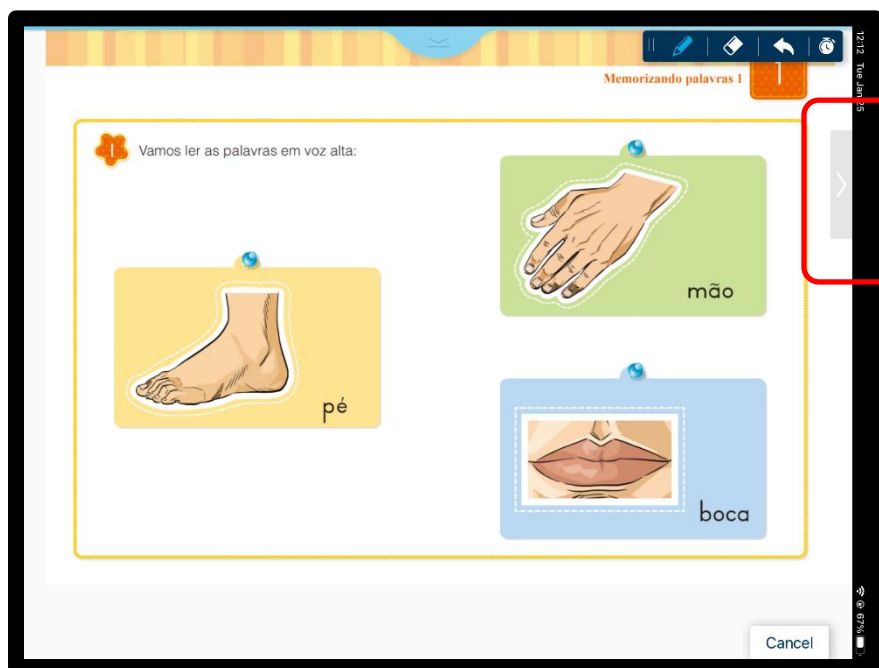 12:12 Tue Jan 25
Memorizando palavras 1
1
1 Vamos ler as palavras em voz alta:
mão
pé
boca
67%
Cancel